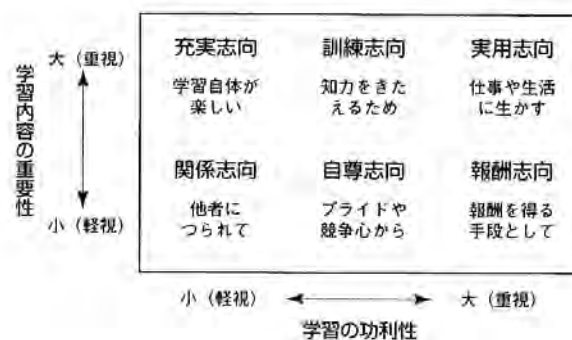 充実志向 訓練志向 実用志向
大（重視）
学習自体が 知力をきた 仕事や生活
楽しい えるため に生かす
学習内容の重要性
関係志向 自尊志向 報酬志向
他者に プライドや 報酬を得る
つられて 競争心から 手段として
小（軽視）
小（軽視） 大（重視）
学習の功利性